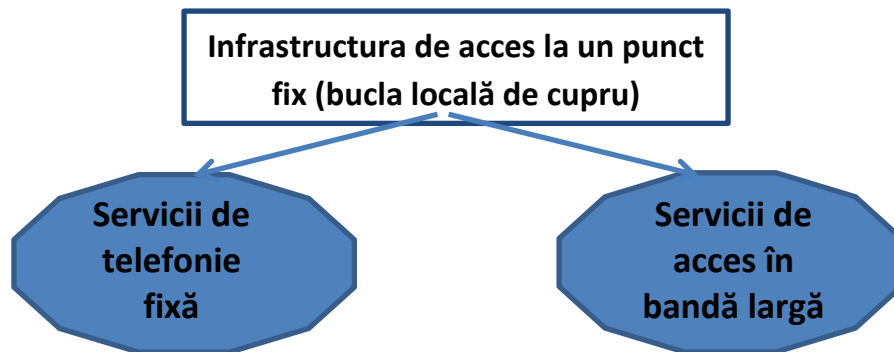 Infrastructura de acces la un punct
fix (bucla locală de cupru)
Servicii de
telefonie
fixă
Servicii de
acces în
bandă largă